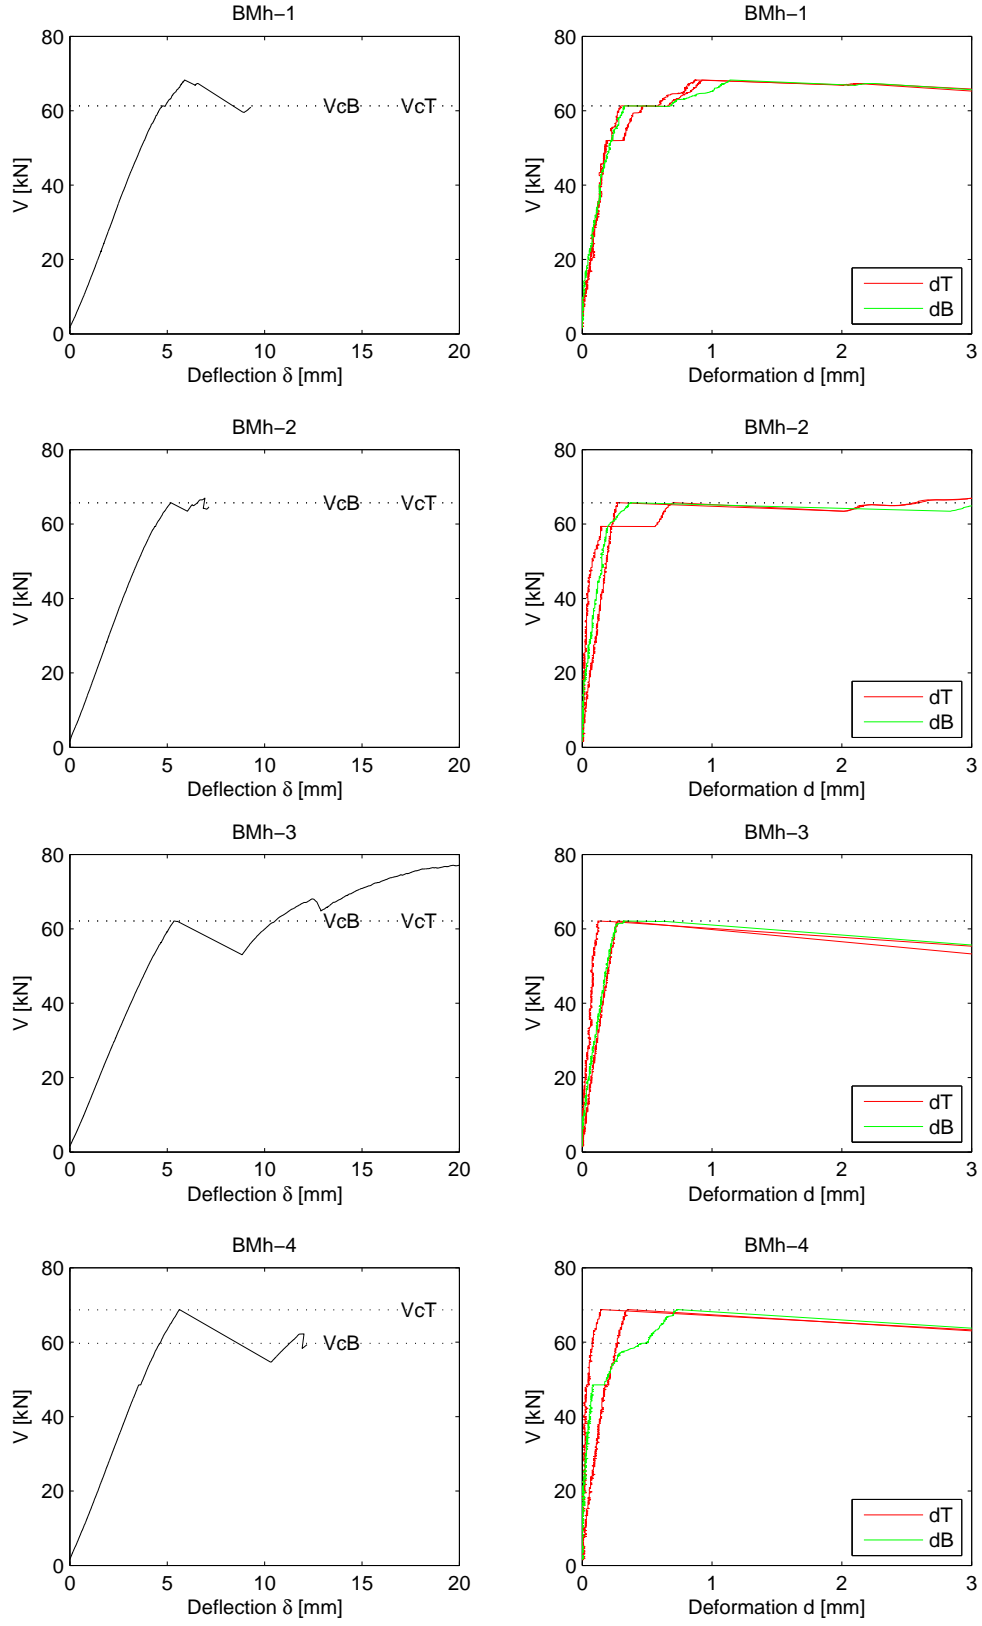 BMh−1
80
60
40
20
0
V [kN]
VcB VcT
0 5 10 15 20
Deflection δ [mm]
BMh−1
80
60
40
20
0
V [kN]
dT
dB
0 1 2 3
Deformation d [mm]
BMh−2
80
60
40
20
0
V [kN]
VcB VcT
0 5 10 15 20
Deflection δ [mm]
BMh−2
80
60
40
20
0
V [kN]
dT
dB
0 1 2 3
Deformation d [mm]
BMh−3
80
60
40
20
0
V [kN]
VcB VcT
0 5 10 15 20
Deflection δ [mm]
BMh−3
80
60
40
20
0
V [kN]
dT
dB
0 1 2 3
Deformation d [mm]
BMh−4
80
60
40
20
0
V [kN]
VcT
VcB
0 5 10 15 20
Deflection δ [mm]
BMh−4
80
60
40
20
0
V [kN]
dT
dB
0 1 2 3
Deformation d [mm]